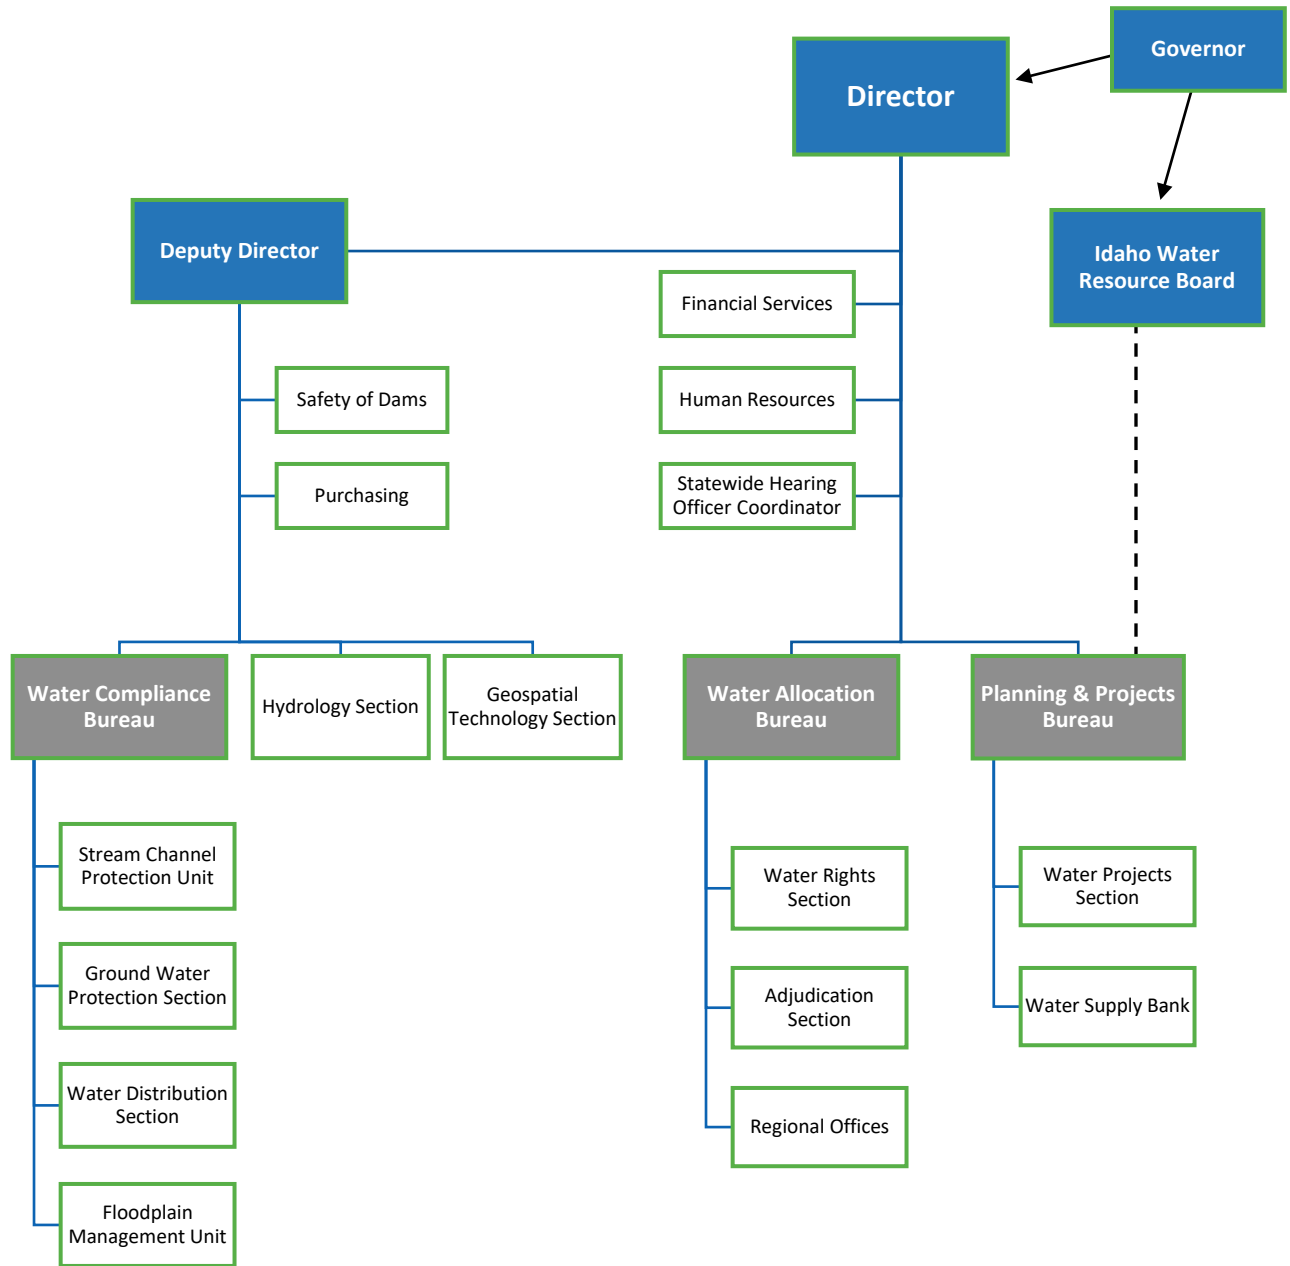 Governor
Director
Deputy Director
Idaho Water
Resource Board
Financial Services
Safety of Dams
Human Resources
Purchasing
Statewide Hearing
Officer Coordinator
Water Compliance
Bureau
Hydrology Section
Geospatial
Technology Section
Water Allocation
Bureau
Planning & Projects
Bureau
Stream Channel
Protection Unit
Ground Water
Protection Section
Water Distribution
Section
Floodplain
Management Unit
Water Rights
Section
Adjudication
Section
Regional Offices
Water Projects
Section
Water Supply Bank